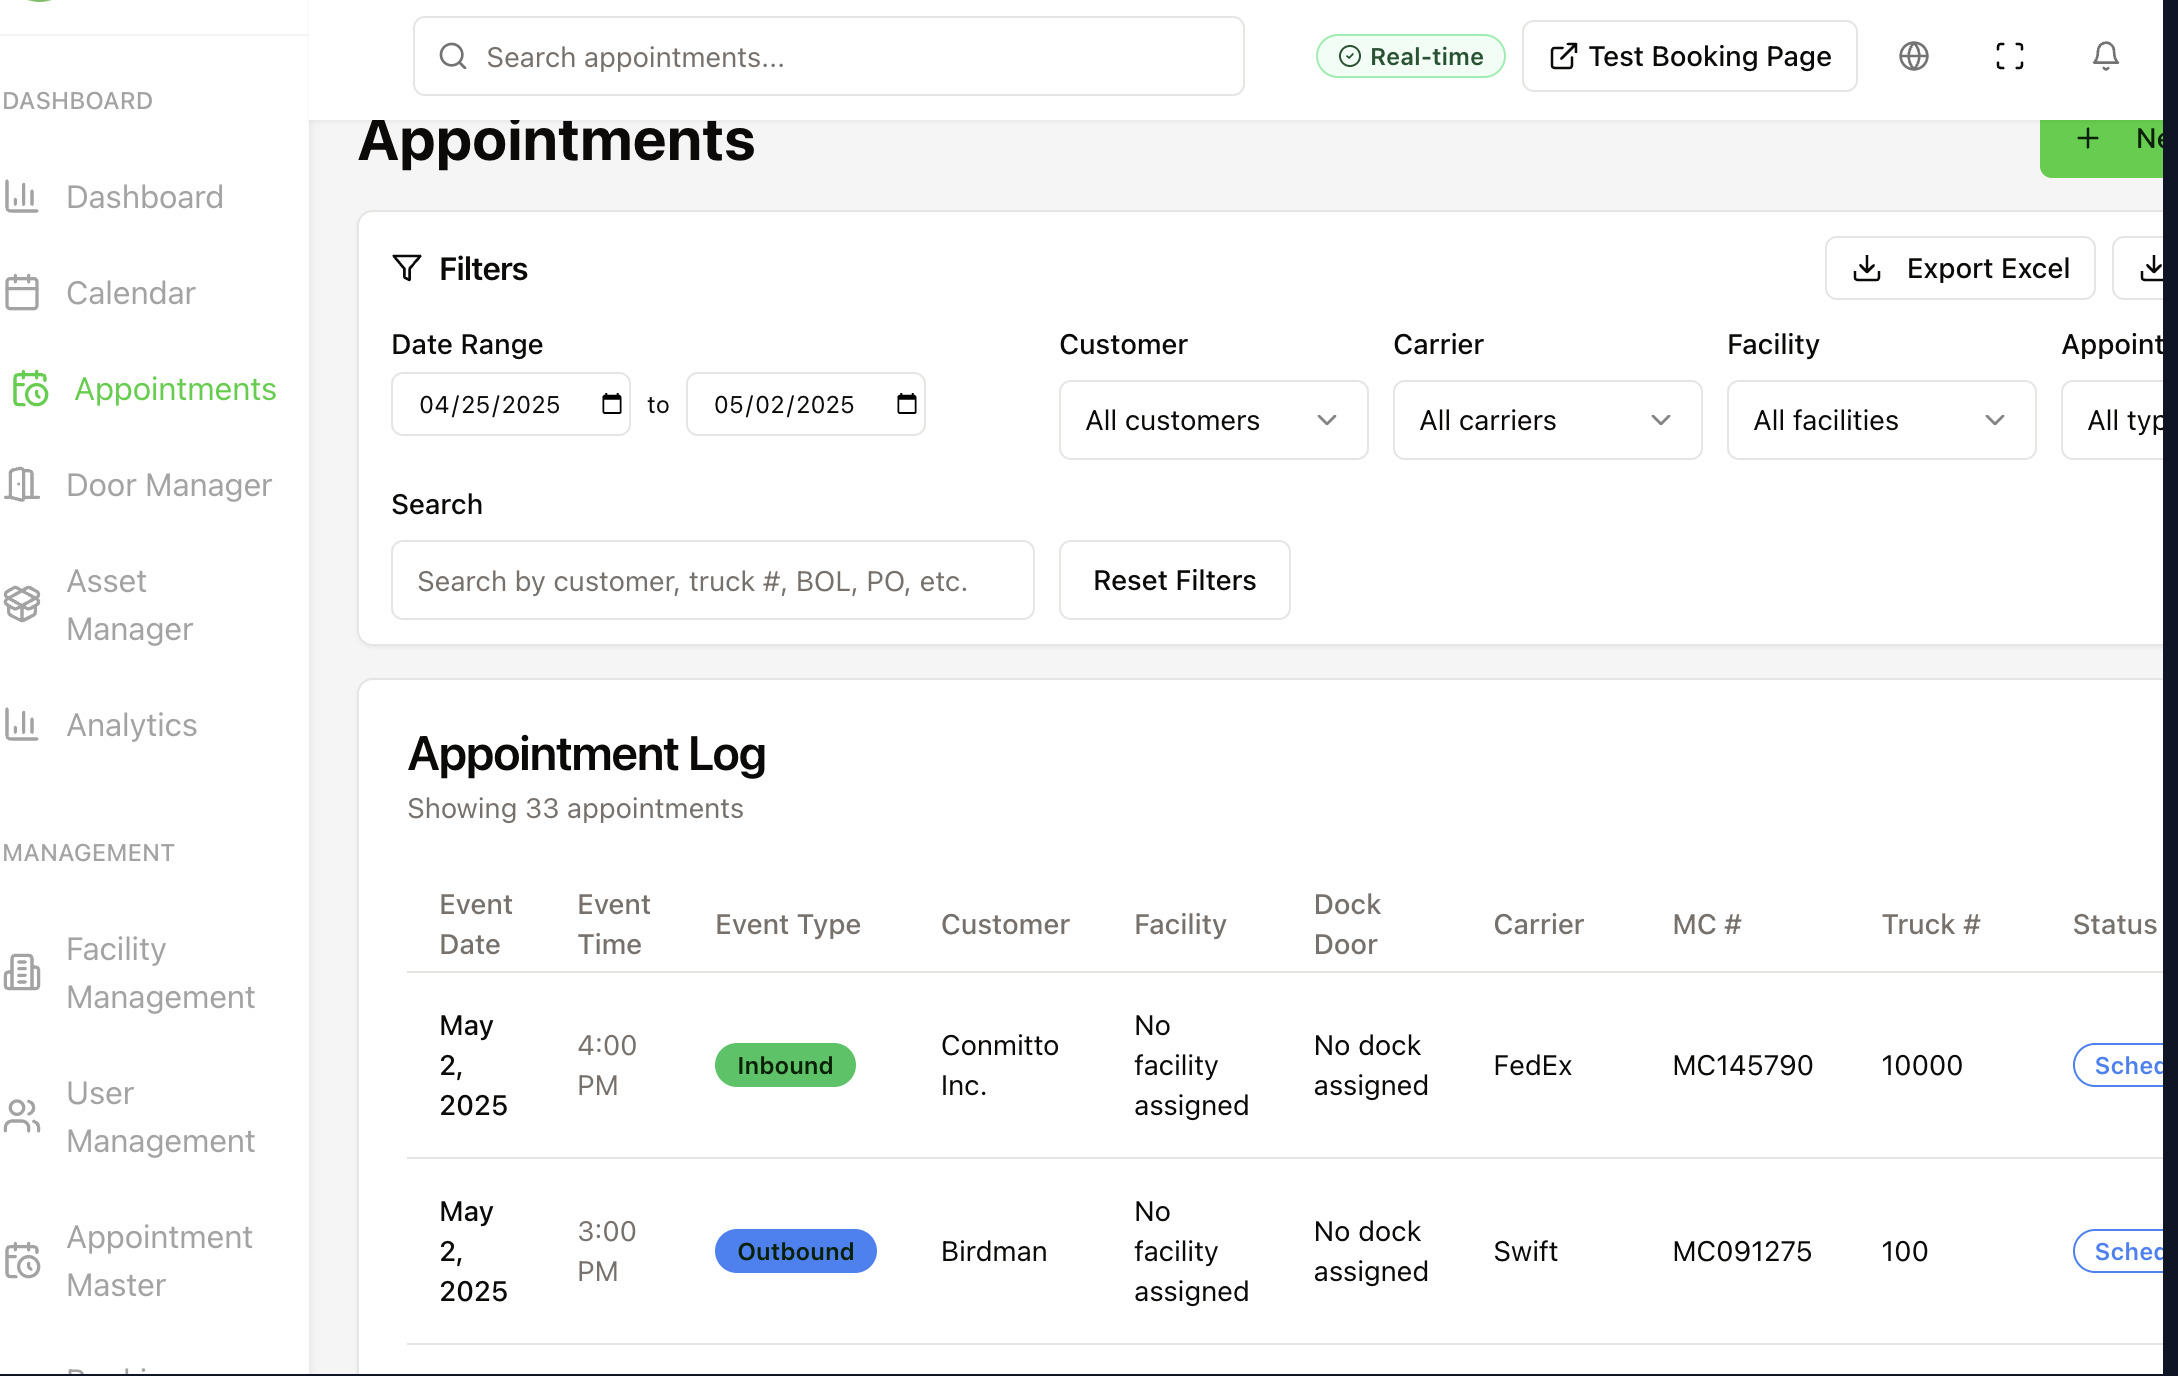 Search appointments...
Real-time
Test Booking Page
DASHBOARD
Dashboard
Calendar
Appointments
Door Manager
Asset
Manager
Analytics
MANAGEMENT
Facility
Management
User
Management
Appointment
Master
Appointments
Filters
Export Excel
Date Range
04/25/2025 to 05/02/2025
Customer
All customers
Carrier
All carriers
Facility
All facilities
Appoint
All typ
Search
Search by customer, truck #, BOL, PO, etc.
Reset Filters
Appointment Log
Showing 33 appointments
Event
Date
Event
Time
Event Type
Customer
Facility
Dock
Door
Carrier
MC #
Truck #
Status
May
2,
2025
4:00
PM
Inbound
Conmitto
Inc.
No
facility
assigned
No dock
assigned
FedEx
MC145790
10000
Sched
May
2,
2025
3:00
PM
Outbound
Birdman
No
facility
assigned
No dock
assigned
Swift
MC091275
100
Sched